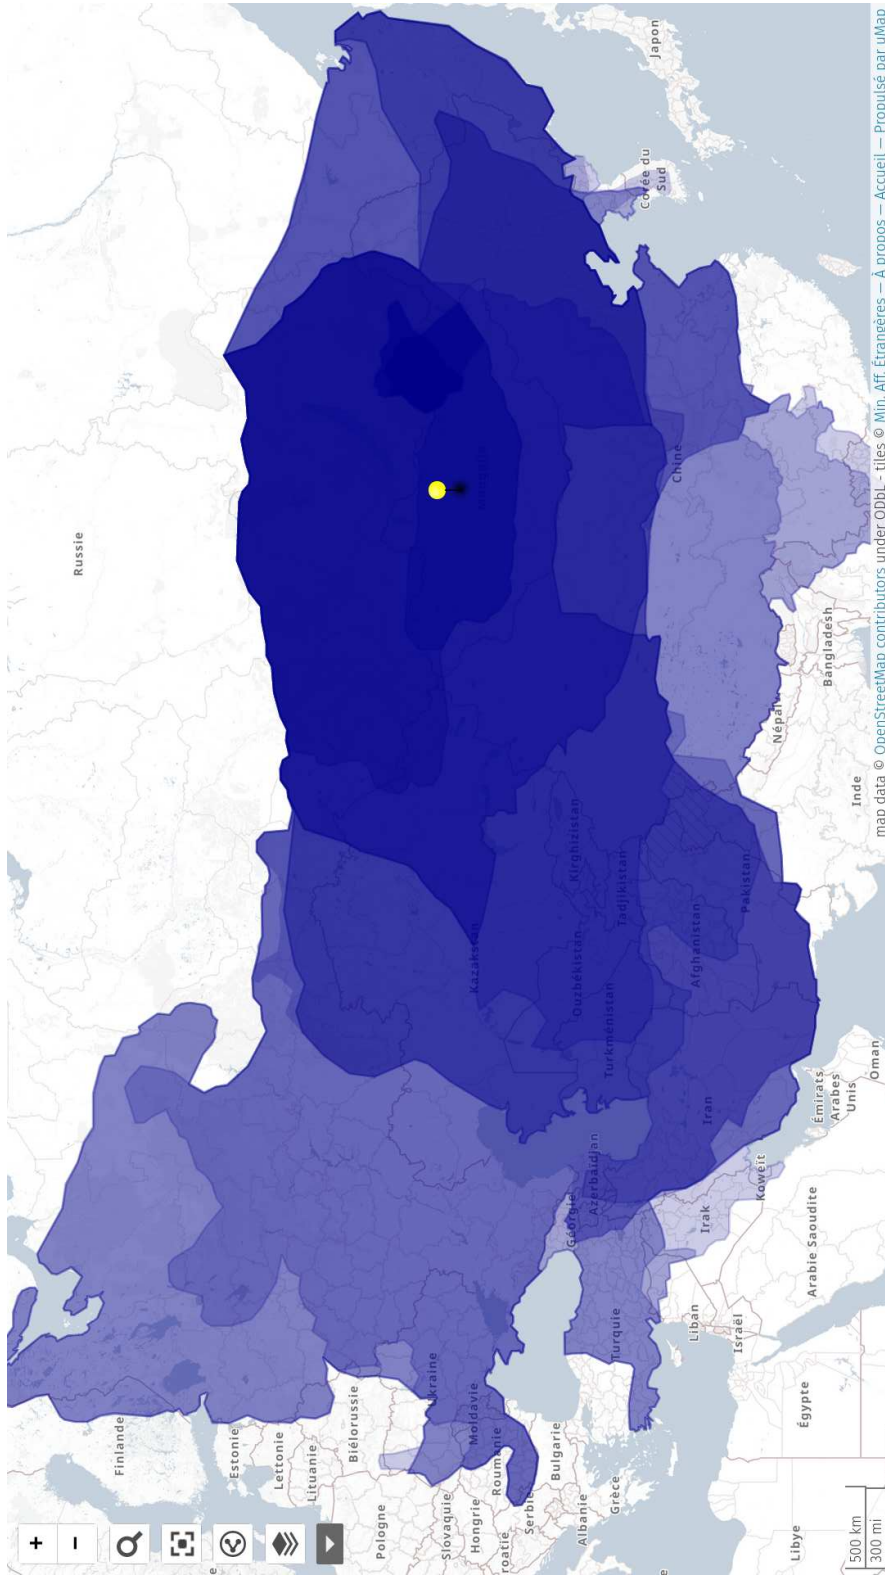 +
−
Russie
Finlande
Estonie
Lettonie
Lituanie
Biélorussie
Pologne
Ukraine
Slovaquie
Moldavie
Kazakstan
Hongrie
Roumanie
roatie
Serbie
Bulgarie
Géorgie
Kirghizistan
Ouzbékistan
Albanie
Azerbaïdjan
Turkménistan
Grèce
Turquie
Tadjikistan
Corée du
Sud
Japon
Chine
Liban
Afghanistan
Irak
Iran
Israël
Pakistan
Koweït
Népal
Libye
Égypte
Arabie Saoudite
Émirats
Arabes
Unis
Bangladesh
Inde
Oman
500 km
300 mi
map data © OpenStreetMap contributors under ODbL - tiles © Min. Aff. Étrangères — À propos — Accueil — Propulsé par uMap